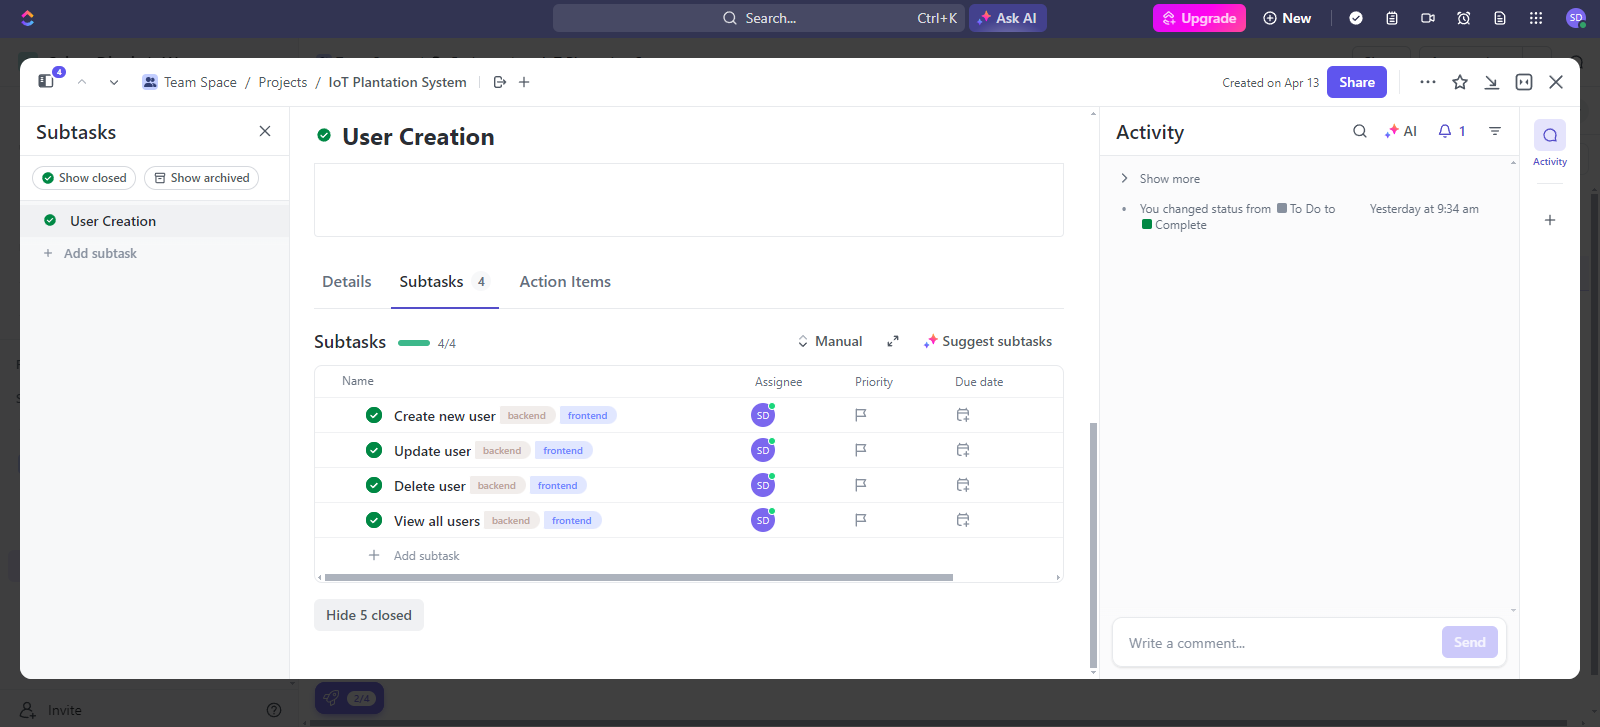 Search...
Ctrl+K
Ask AI
Upgrade
New
SD
4
Team Space / Projects / IoT Plantation System
Created on Apr 13
Share
Subtasks
Show closed
Show archived
User Creation
Add subtask
User Creation
Details
Subtasks 4
Action Items
Subtasks 4/4
Manual
Suggest subtasks
Name Assignee Priority Due date
Create new user backend frontend SD
Update user backend frontend SD
Delete user backend frontend SD
View all users backend frontend SD
Add subtask
Hide 5 closed
Activity
AI
1
Show more
You changed status from To Do to Yesterday at 9:34 am
Complete
Write a comment...
Send
Activity
Invite
2/4